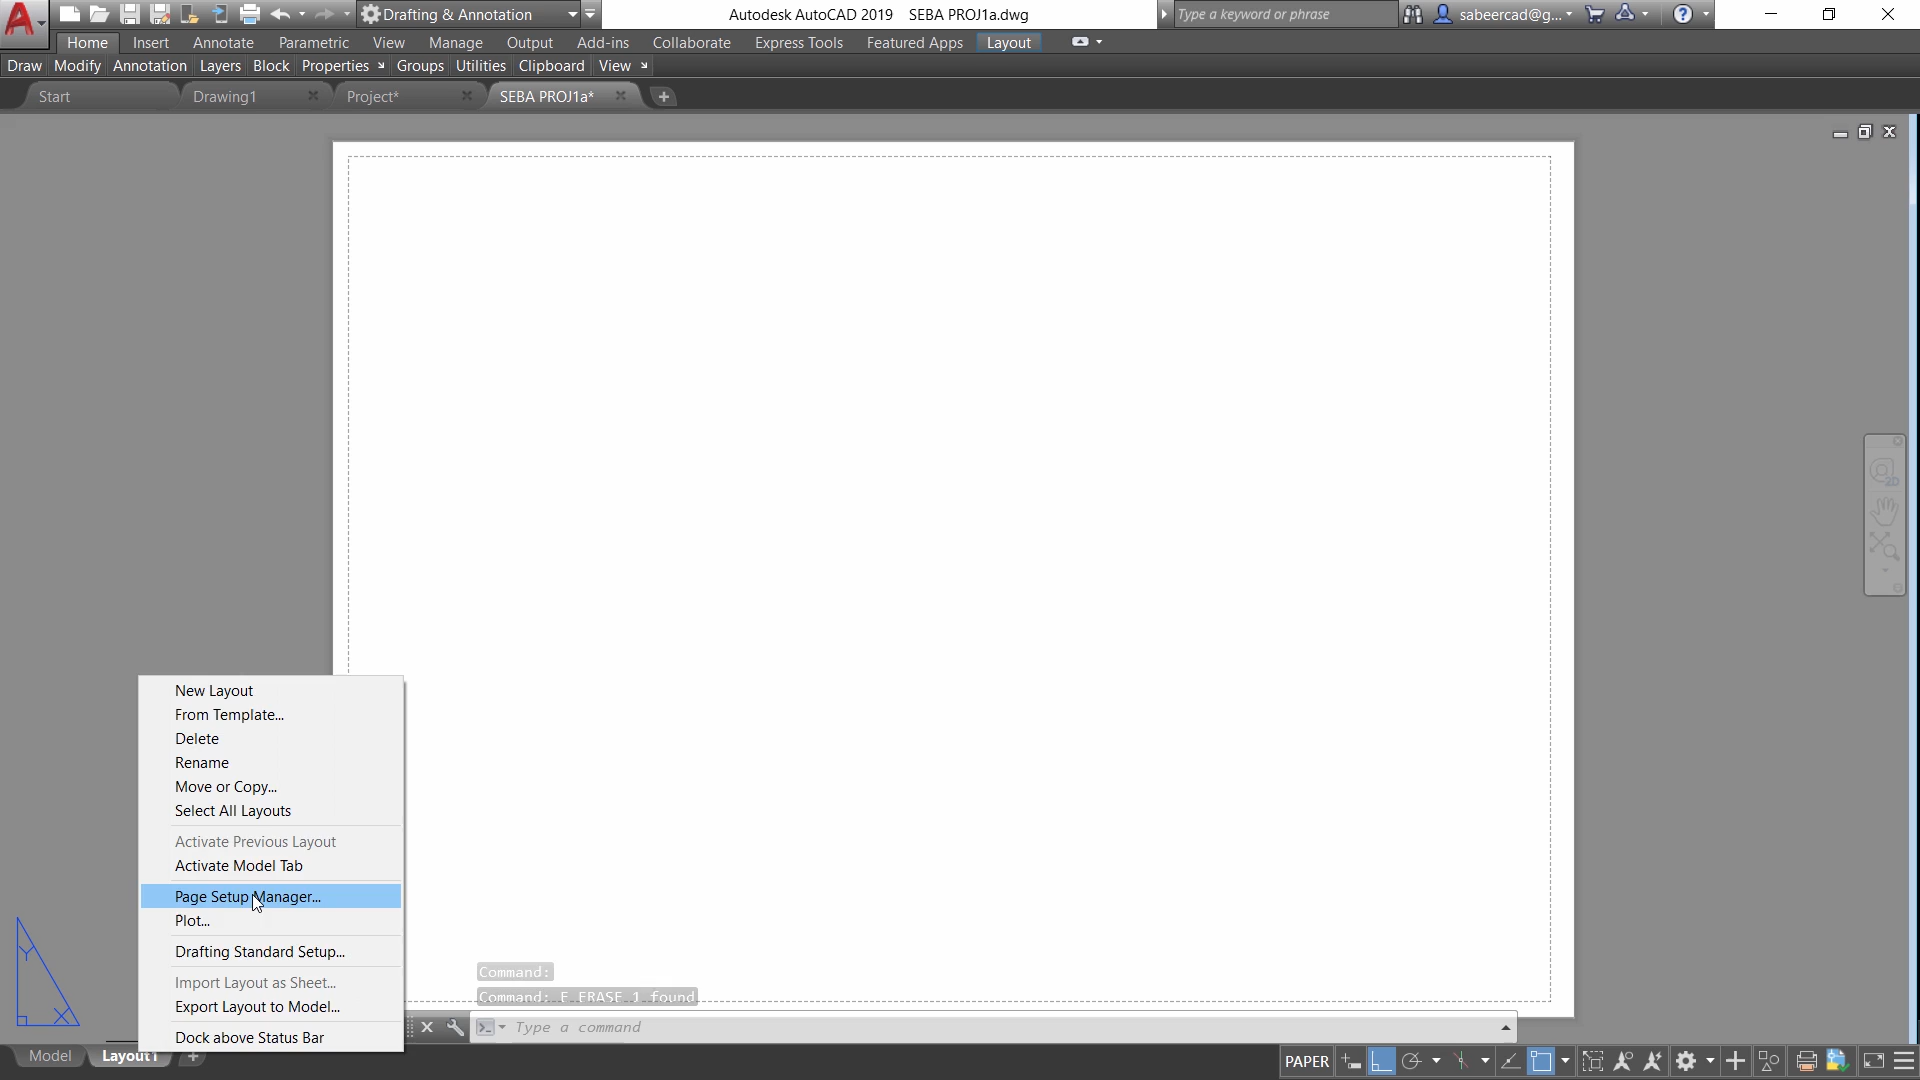 Drafting & Annotation
Autodesk AutoCAD 2019 SEBA PROJ1a.dwg
Type a keyword or phrase
sabeercad@g...
Home Insert Annotate Parametric View Manage Output Add-ins Collaborate Express Tools Featured Apps Layout
Draw Modify Annotation Layers Block Properties Groups Utilities Clipboard View
Start Drawing1 Project* SEBA PROJ1a*
2D
New Layout
From Template...
Delete
Rename
Move or Copy...
Select All Layouts
Activate Previous Layout
Activate Model Tab
Page Setup Manager...
Plot...
Drafting Standard Setup...
Import Layout as Sheet...
Export Layout to Model...
Dock above Status Bar
Y
X
Command:
Command: E ERASE 1 found
Type a command
Model Layout1
PAPER